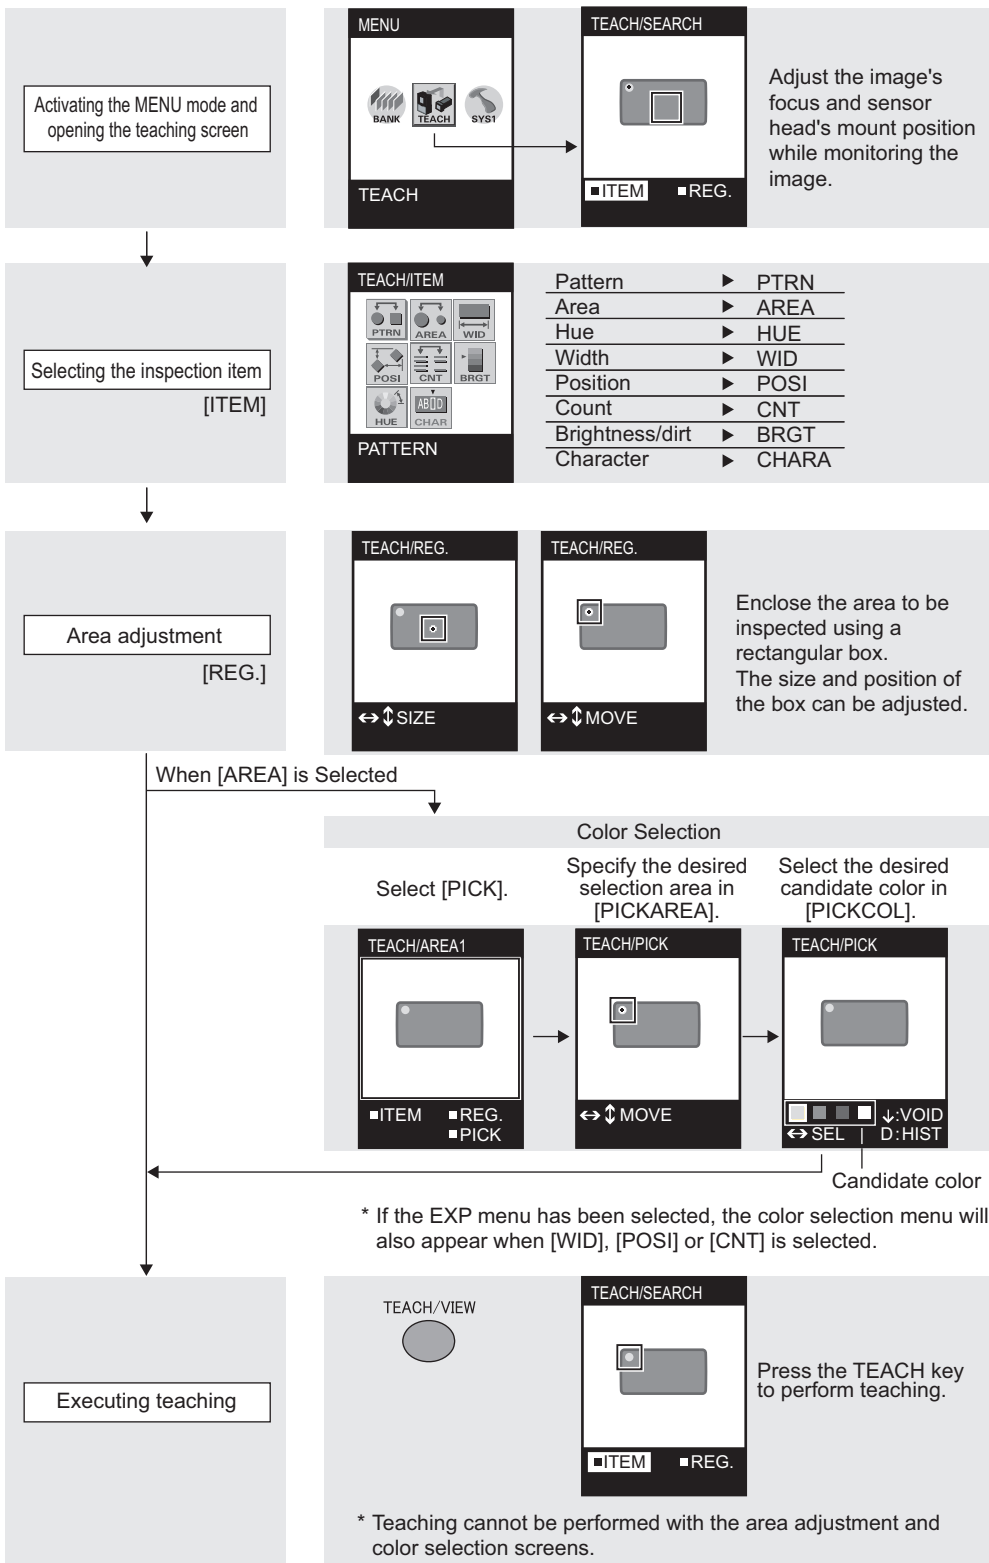 Activating the MENU mode and
opening the teaching screen
MENU
BANK
TEACH
SYS1
TEACH
TEACH/SEARCH
■ITEM ■REG.
Adjust the image's
focus and sensor
head's mount position
while monitoring the
image.
Selecting the inspection item
[ITEM]
TEACH/ITEM
PTRN
AREA
WID
POSI
CNT
BRGT
HUE
AB▯D
CHAR
PATTERN
Pattern ▶ PTRN
Area ▶ AREA
Hue ▶ HUE
Width ▶ WID
Position ▶ POSI
Count ▶ CNT
Brightness/dirt ▶ BRGT
Character ▶ CHARA
Area adjustment
[REG.]
TEACH/REG.
↔↕SIZE
TEACH/REG.
↔↕MOVE
Enclose the area to be
inspected using a
rectangular box.
The size and position of
the box can be adjusted.
When [AREA] is Selected
Color Selection
Select [PICK].
Specify the desired
selection area in
[PICKAREA].
Select the desired
candidate color in
[PICKCOL].
TEACH/AREA1
■ITEM ■REG.
■PICK
TEACH/PICK
↔↕MOVE
TEACH/PICK
↓:VOID
↔SEL D:HIST
Candidate color
* If the EXP menu has been selected, the color selection menu will
also appear when [WID], [POSI] or [CNT] is selected.
Executing teaching
TEACH/VIEW
TEACH/SEARCH
■ITEM ■REG.
Press the TEACH key
to perform teaching.
* Teaching cannot be performed with the area adjustment and
color selection screens.